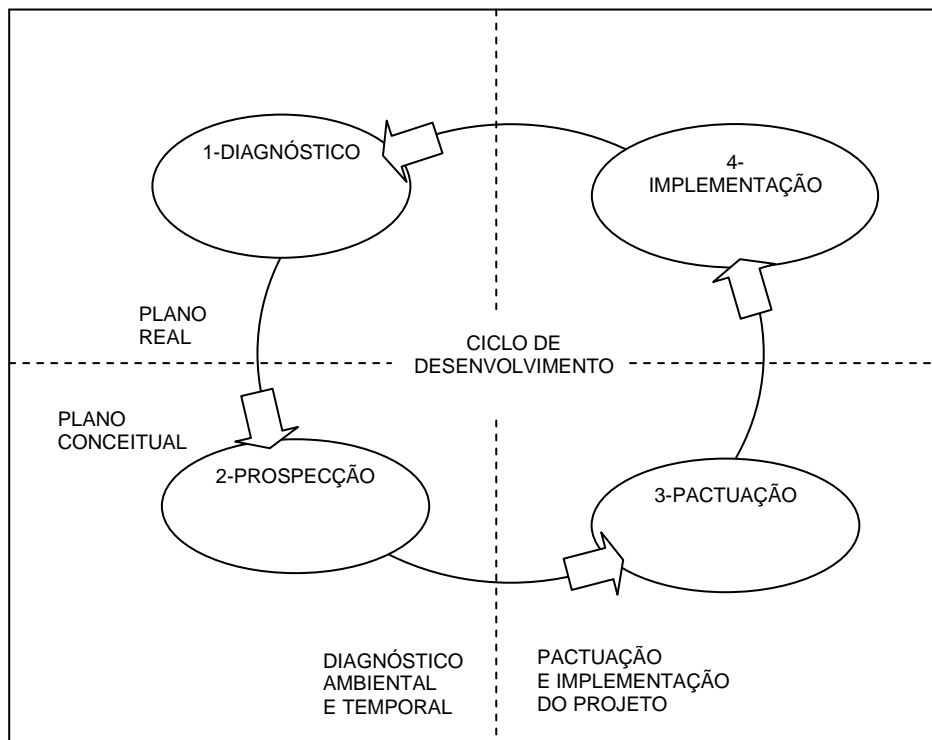 1-DIAGNÓSTICO
4-
IMPLEMENTAÇÃO
PLANO
REAL
CICLO DE
DESENVOLVIMENTO
PLANO
CONCEITUAL
2-PROSPECÇÃO
3-PACTUAÇÃO
DIAGNÓSTICO
AMBIENTAL
E TEMPORAL
PACTUAÇÃO
E IMPLEMENTAÇÃO
DO PROJETO